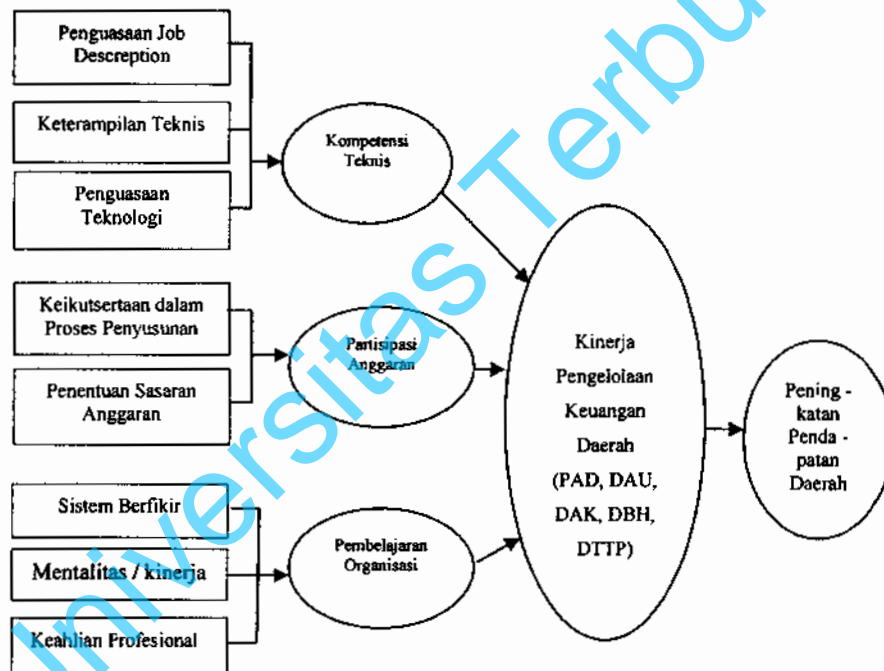 Penguasaan Job
Descreption
Keterampilan Teknis
Penguasaan
Teknologi
Kompetensi
Teknis
Keikutsertaan dalam
Proses Penyusunan
Penentuan Sasaran
Anggaran
Partisipasi
Anggaran
Sistem Berfikir
Mentalitas / kinerja
Keahlian Profesional
Pembelajaran
Organisasi
Kinerja
Pengelolaan
Keuangan
Daerah
(PAD, DAU,
DAK, DBH,
DTTP)
Pening -
katan
Penda -
patan
Daerah
Universitas Terbu